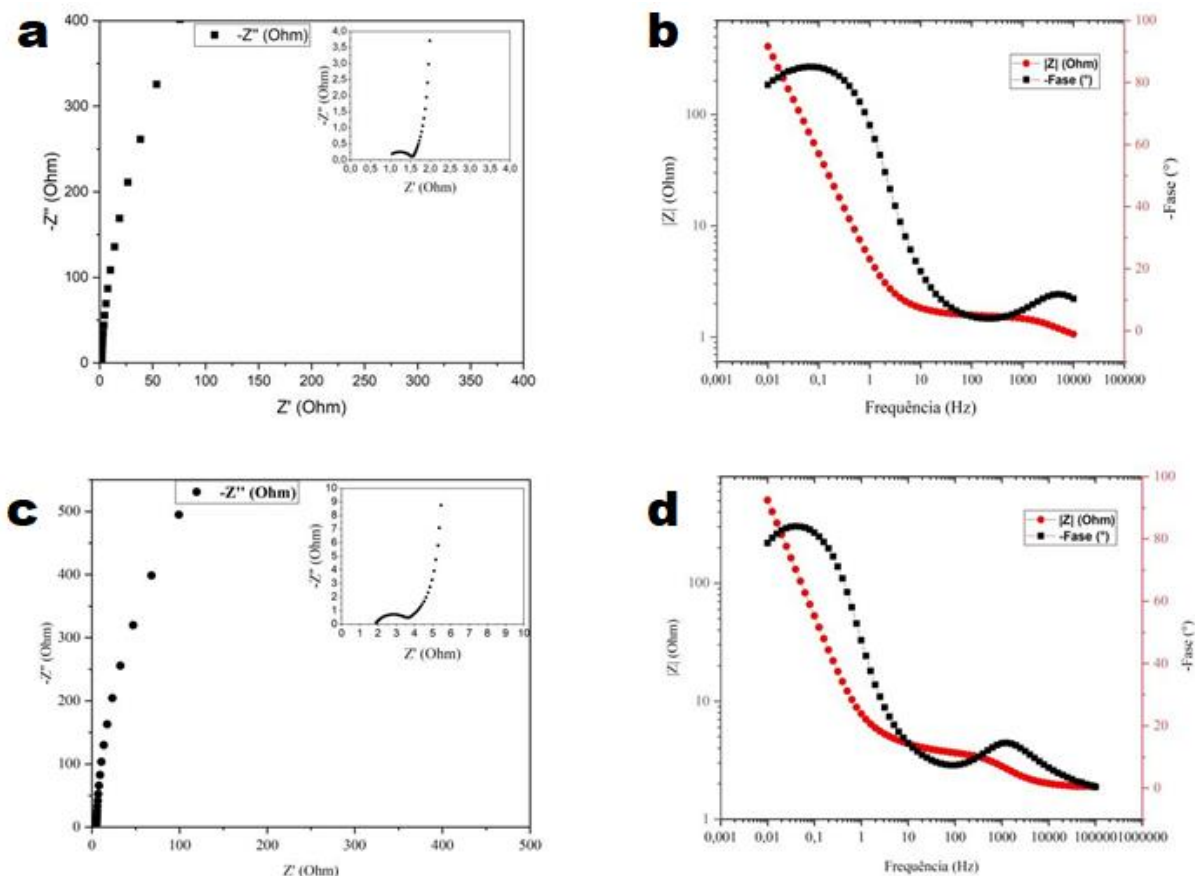 a
-Z" (Ohm)
400
300
200
100
0
-Z" (Ohm)
0 50 100 150 200 250 300 350 400
Z' (Ohm)
4,0
3,5
3,0
2,5
2,0
1,5
1,0
0,5
0,0
-Z" (Ohm)
0,0 0,5 1,0 1,5 2,0 2,5 3,0 3,5 4,0
Z' (Ohm)
b
|Z| (Ohm)
-Fase (°)
100
10
1
|Z| (Ohm)
100
80
60
40
20
0
-Fase (°)
0,001 0,01 0,1 1 10 100 1000 10000 100000
Frequência (Hz)
c
-Z" (Ohm)
500
400
300
200
100
0
-Z" (Ohm)
0 100 200 300 400 500
Z' (Ohm)
10
9
8
7
6
5
4
3
2
1
0
-Z" (Ohm)
0 1 2 3 4 5 6 7 8 9 10
Z' (Ohm)
d
|Z| (Ohm)
-Fase (°)
100
10
1
|Z| (Ohm)
100
80
60
40
20
0
-Fase (°)
0,001 0,01 0,1 1 10 100 1000 10000 1000001000000
Frequência (Hz)